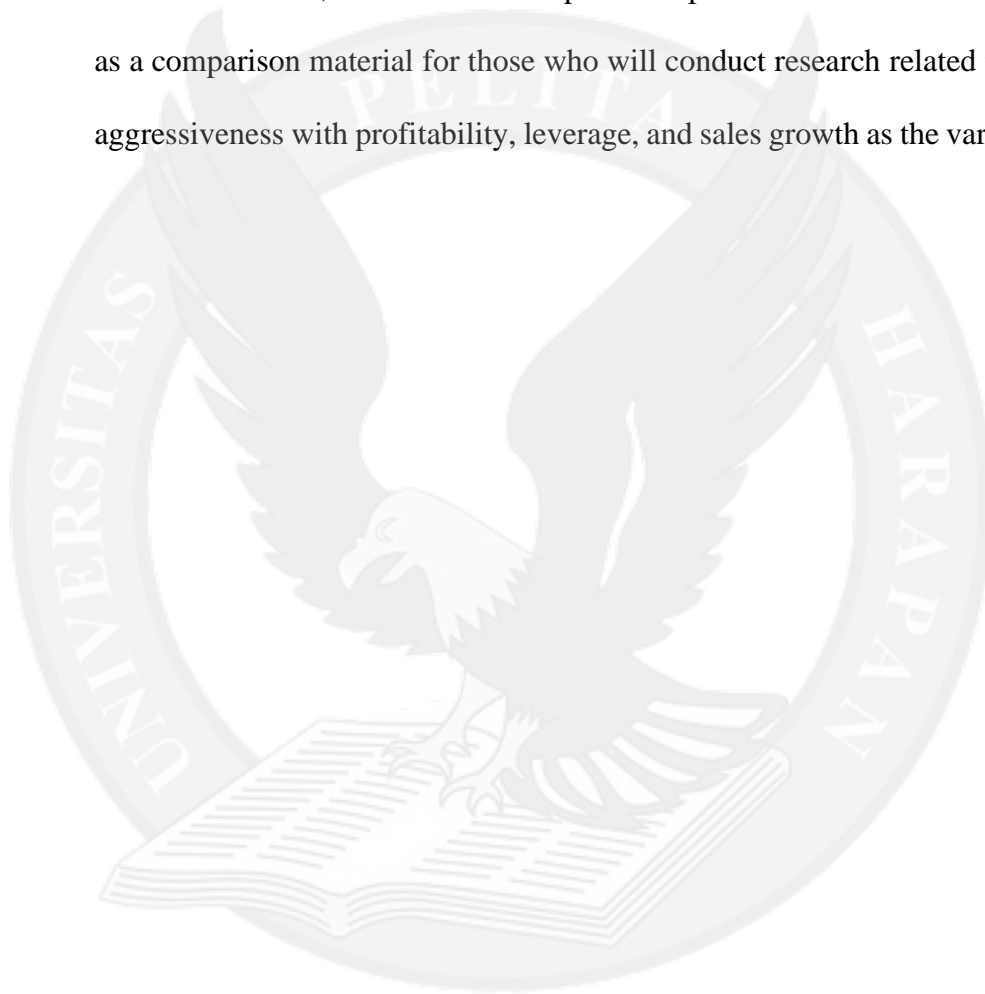 as a comparison material for those who will conduct research related
aggressiveness with profitability, leverage, and sales growth as the
UNIVERSITAS PELITA HARAPAN